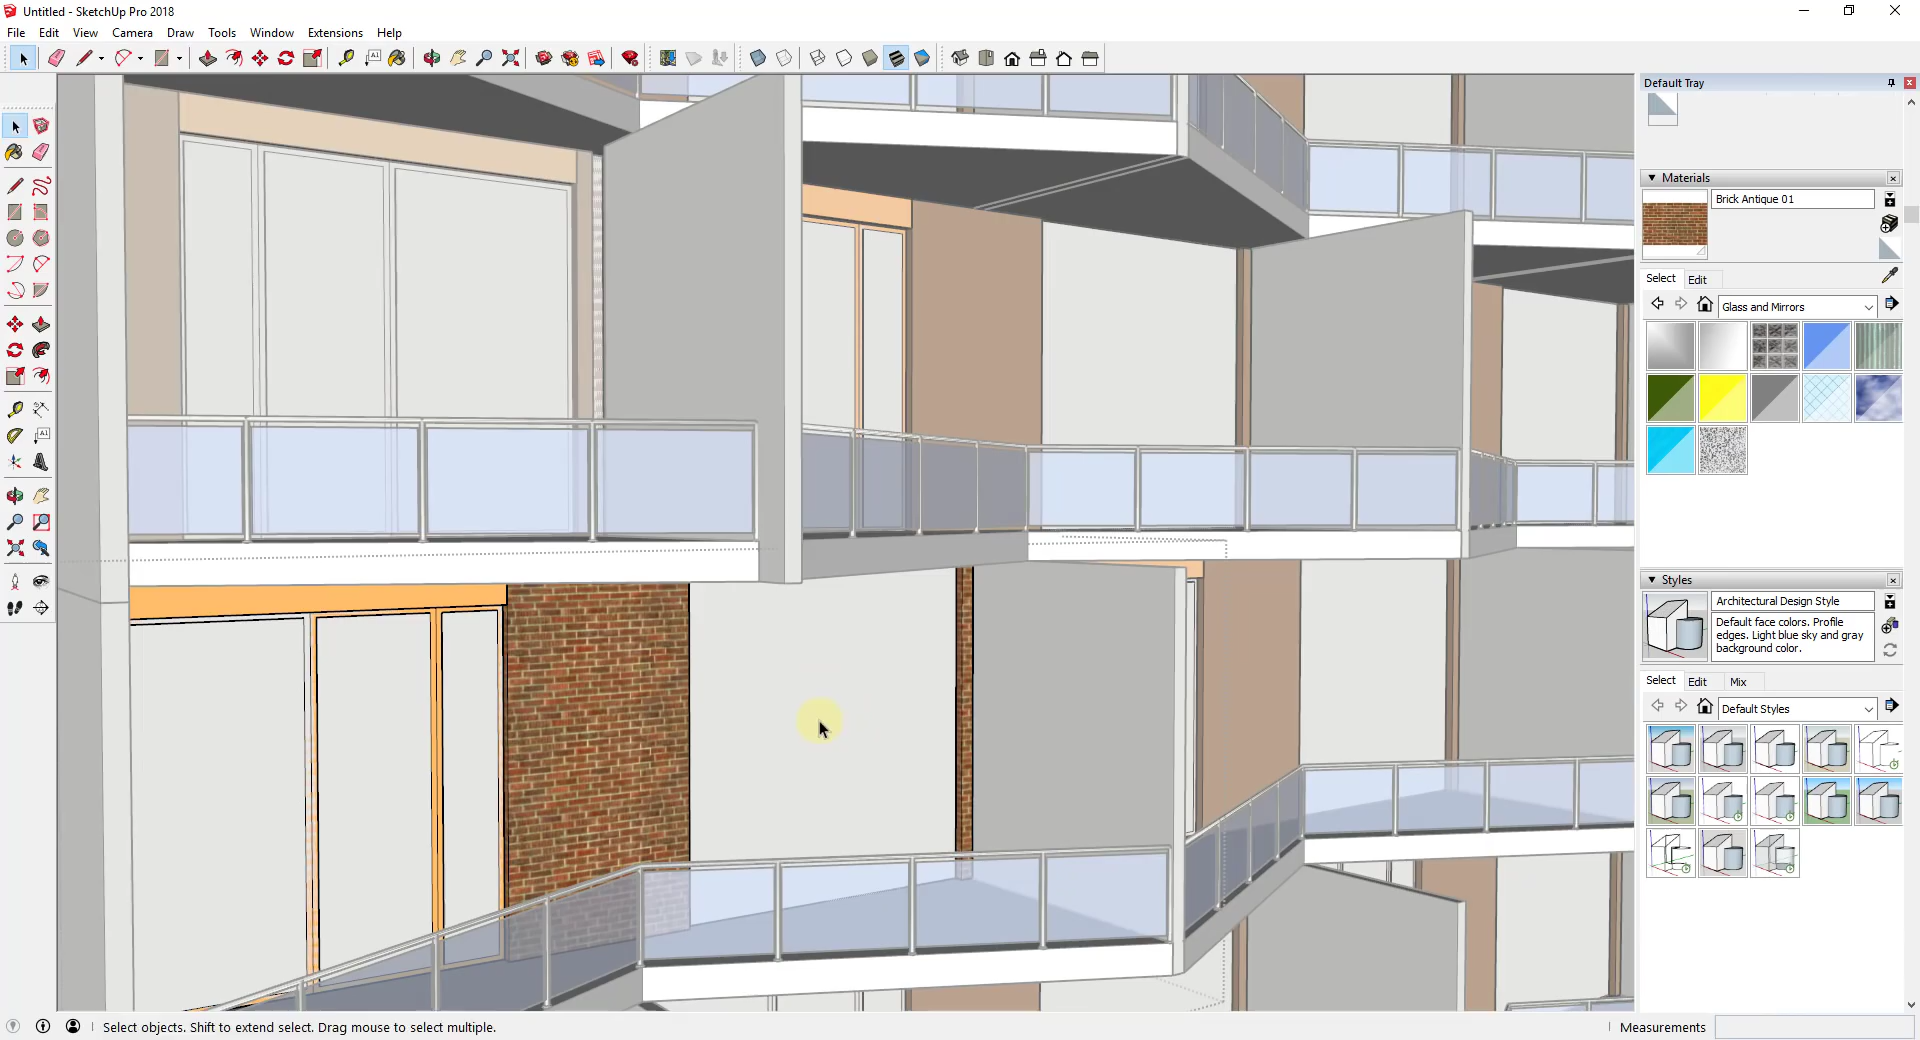 Untitled - SketchUp Pro 2018
File Edit View Camera Draw Tools Window Extensions Help
Default Tray
Materials
Brick Antique 01
Select Edit
Glass and Mirrors
Styles
Architectural Design Style
Default face colors. Profile
edges. Light blue sky and gray
background color.
Select Edit Mix
Default Styles
Select objects. Shift to extend select. Drag mouse to select multiple.
Measurements